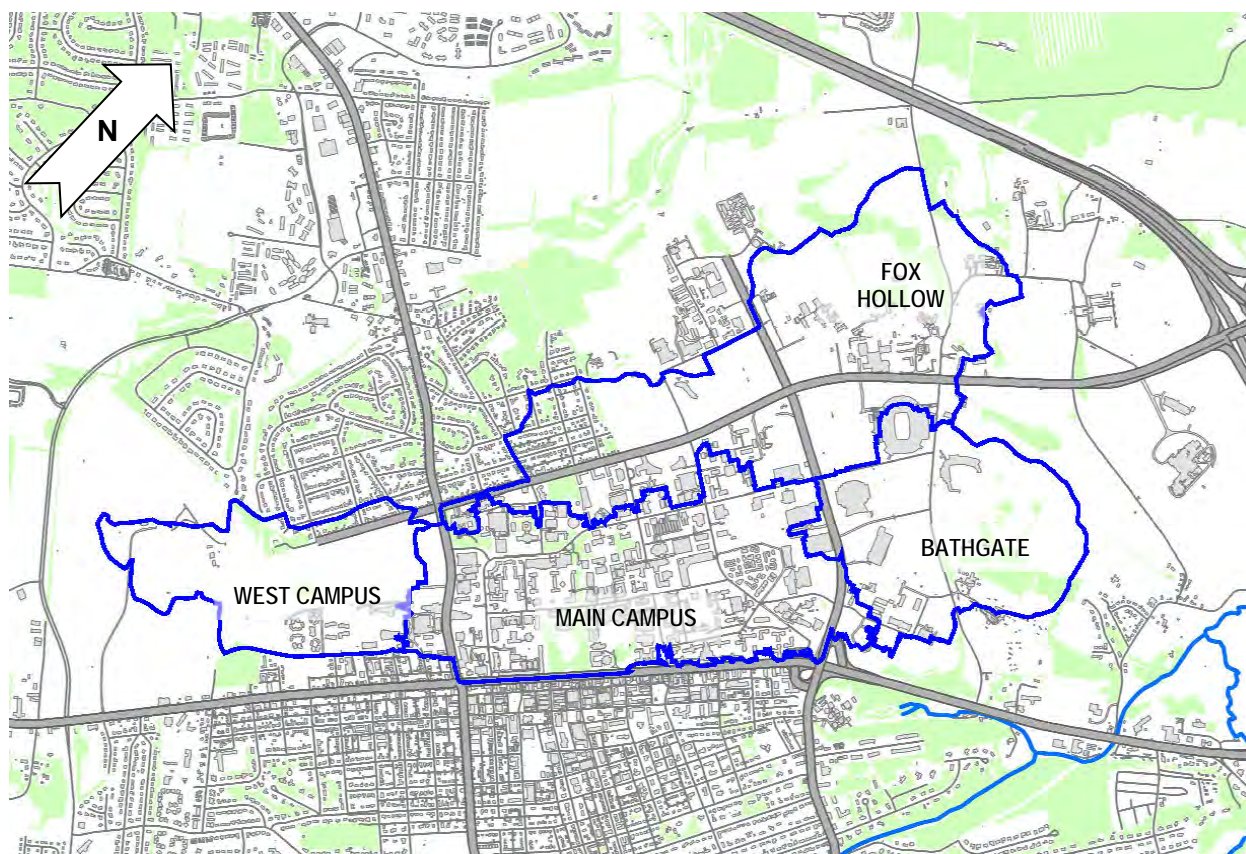 N
FOX
HOLLOW
BATHGATE
WEST CAMPUS
MAIN CAMPUS